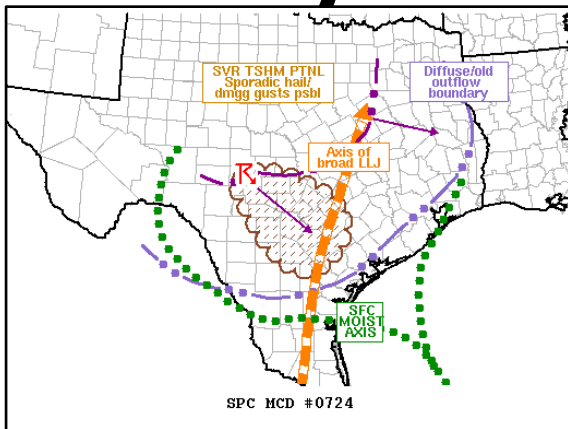 SVR TSHM PTNL
Sporadic hail/
dmgg gusts psbl
Diffuse/old
outflow
boundary
Axis of
broad LLJ
SFC
MOIST
AXIS
SPC MCD #0724